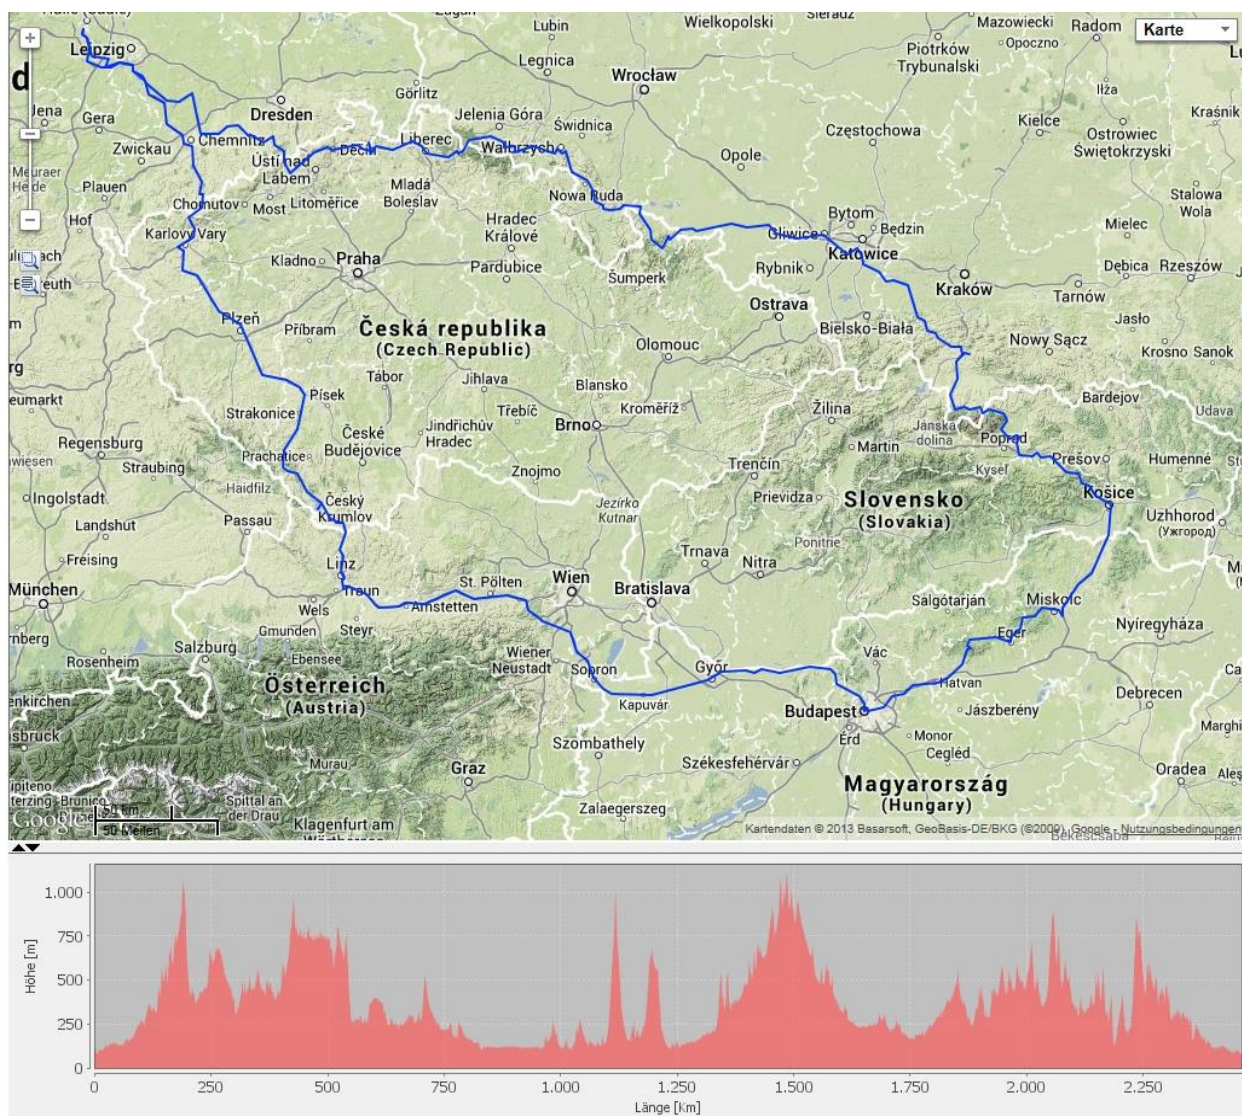 Karte
Leipzig
Lubin
Legnica
Wrocław
Wielkopolski
Sieradz
Piotrków
Trybunalski
Mazowiecki
Opoczno
Radom
Iłża
Kraśnik
Jena
Gera
Dresden
Görlitz
Jelenia Góra
Świdnica
Częstochowa
Kielce
Ostrowiec
Świętokrzyski
Zwickau
Chemnitz
Ústí nad
Labem
Děčín
Liberec
Wałbrzych
Opole
Stalowa
Wola
Meuraer
Heide
Plauen
Hof
Chomutov
Most
Litoměřice
Mladá
Boleslav
Nowa Ruda
Bytom
Będzin
Gliwice
Katowice
Mielec
Karlovy Vary
Kladno
Praha
Hradec
Králové
Pardubice
Šumperk
Rybnik
Kraków
Tarnów
Dębica
Rzeszów
Plzeň
Příbram
Česká republika
(Czech Republic)
Ostrava
Bielsko-Biała
Nowy Sącz
Jasło
Krosno
Sanok
Olomouc
Písek
Tábor
Jihlava
Blansko
Strakonice
Třebíč
Kroměříž
Žilina
Bardejov
Udava
Regensburg
České
Budějovice
Jindřichův
Hradec
Brno
Martin
Jánska
dolina
Poprad
Prešov
Humenné
Straubing
Prachatice
Haidfilz
Znojmo
Trenčín
Prievidza
Kyseľ
Ingolstadt
Český
Krumlov
Jezírko
Kutnar
Slovensko
(Slovakia)
Košice
Uzhhorod
(Ужгород)
Landshut
Passau
Freising
Linz
Trnava
Nitra
Ponitrie
München
Traun
St. Pölten
Wien
Bratislava
Wels
Amstetten
Salgótarján
Miskolc
Nyíregyháza
Gmunden
Steyr
Eger
Salzburg
Rosenheim
Ebensee
Wiener
Neustadt
Sopron
Győr
Vác
Österreich
(Austria)
Kapuvár
Hatvan
Debrecen
Budapest
Jászberény
Érd
Monor
Cegléd
Murau
Graz
Szombathely
Székesfehérvár
Magyarország
(Hungary)
Oradea
Spittal an
der Drau
Zalaegerszeg
Klagenfurt am
Google
50 km
50 Meilen
Kartendaten © 2013 Basarsoft, GeoBasis-DE/BKG (©2009), Google - Nutzungsbedingungen
Höhe [m]
1.000
750
500
250
0
0
250
500
750
1.000
1.250
1.500
1.750
2.000
2.250
Länge [Km]